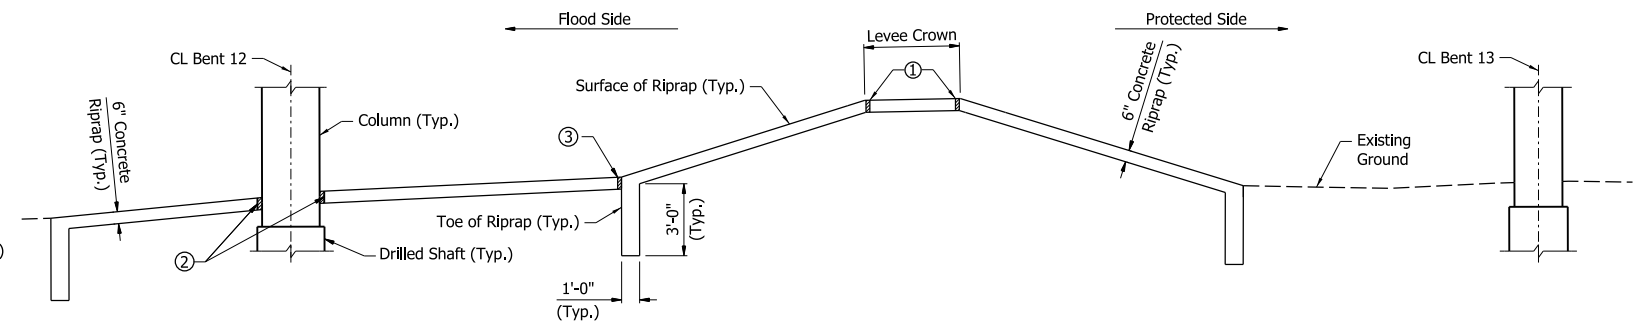 Flood Side
Protected Side
Levee Crown
CL Bent 12
CL Bent 13
1
Surface of Riprap (Typ.)
6" Concrete
Riprap (Typ.)
6" Concrete
Riprap (Typ.)
Column (Typ.)
3
Existing
Ground
Toe of Riprap (Typ.)
3'-0"
(Typ.)
2
Drilled Shaft (Typ.)
1'-0"
(Typ.)